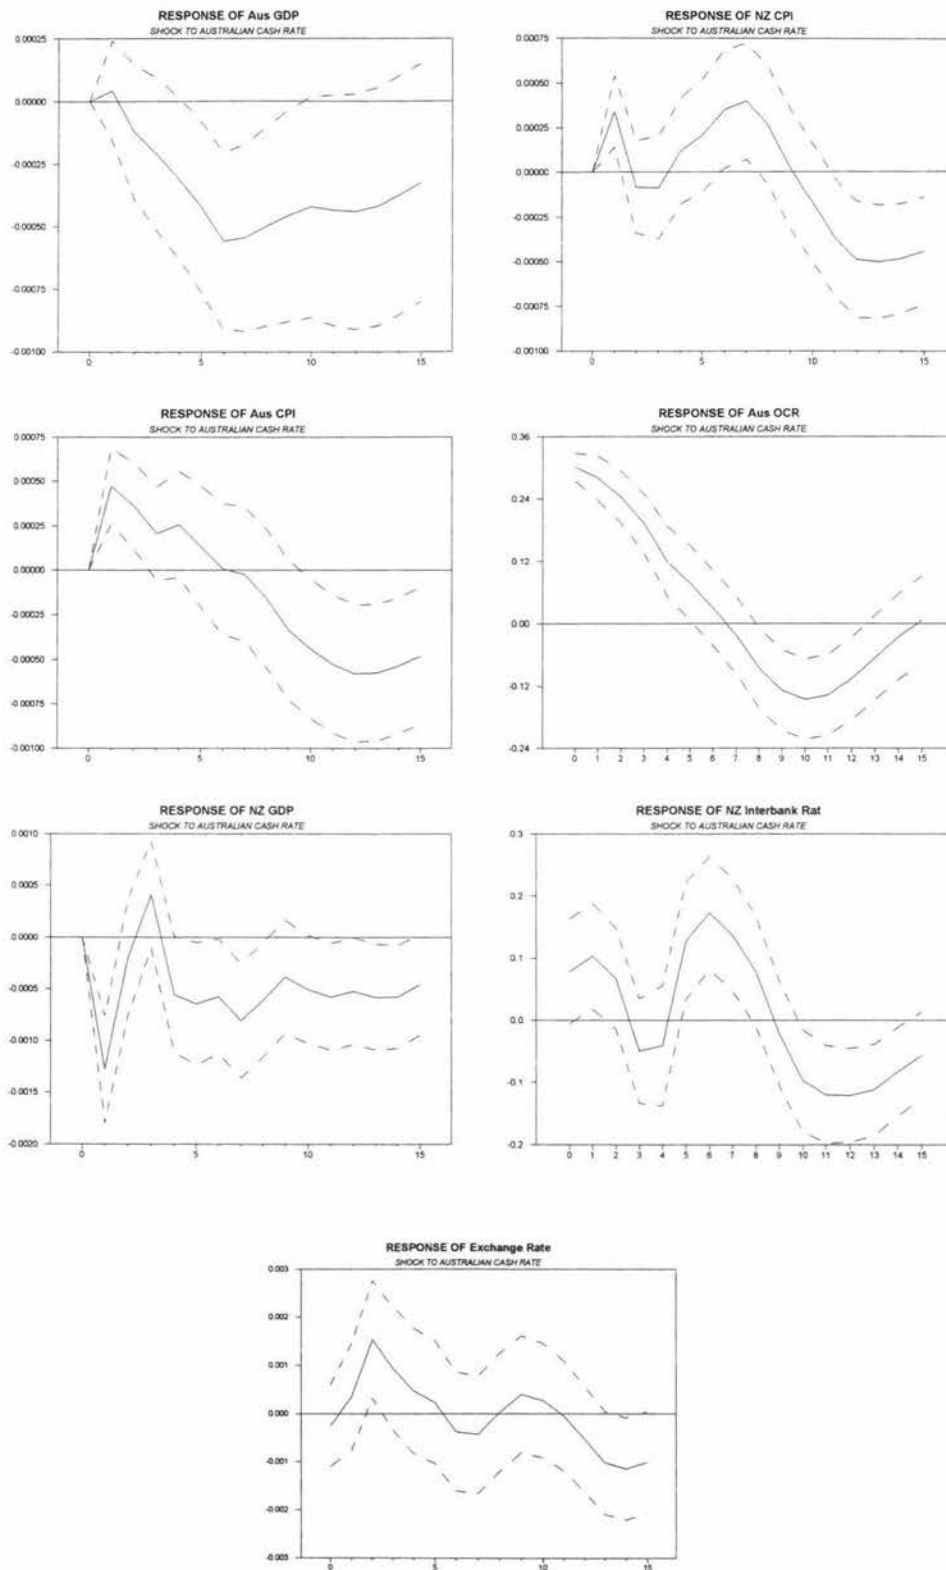 RESPONSE OF Aus GDP
SHOCK TO AUSTRALIAN CASH RATE
0.00025
0.00000
-0.00025
-0.00050
-0.00075
-0.00100
0 5 10 15
RESPONSE OF NZ CPI
SHOCK TO AUSTRALIAN CASH RATE
0.00075
0.00050
0.00025
0.00000
-0.00025
-0.00050
-0.00075
-0.00100
0 5 10 15
RESPONSE OF Aus CPI
SHOCK TO AUSTRALIAN CASH RATE
0.00075
0.00050
0.00025
0.00000
-0.00025
-0.00050
-0.00075
-0.00100
0 5 10 15
RESPONSE OF Aus OCR
SHOCK TO AUSTRALIAN CASH RATE
0.36
0.24
0.12
0.00
-0.12
-0.24
0 1 2 3 4 5 6 7 8 9 10 11 12 13 14 15
RESPONSE OF NZ GDP
SHOCK TO AUSTRALIAN CASH RATE
0.0010
0.0005
0.0000
-0.0005
-0.0010
-0.0015
-0.0020
0 5 10 15
RESPONSE OF NZ Interbank Rat
SHOCK TO AUSTRALIAN CASH RATE
0.3
0.2
0.1
0.0
-0.1
-0.2
0 1 2 3 4 5 6 7 8 9 10 11 12 13 14 15
RESPONSE OF Exchange Rate
SHOCK TO AUSTRALIAN CASH RATE
0.003
0.002
0.001
0.000
-0.001
-0.002
-0.003
0 5 10 15